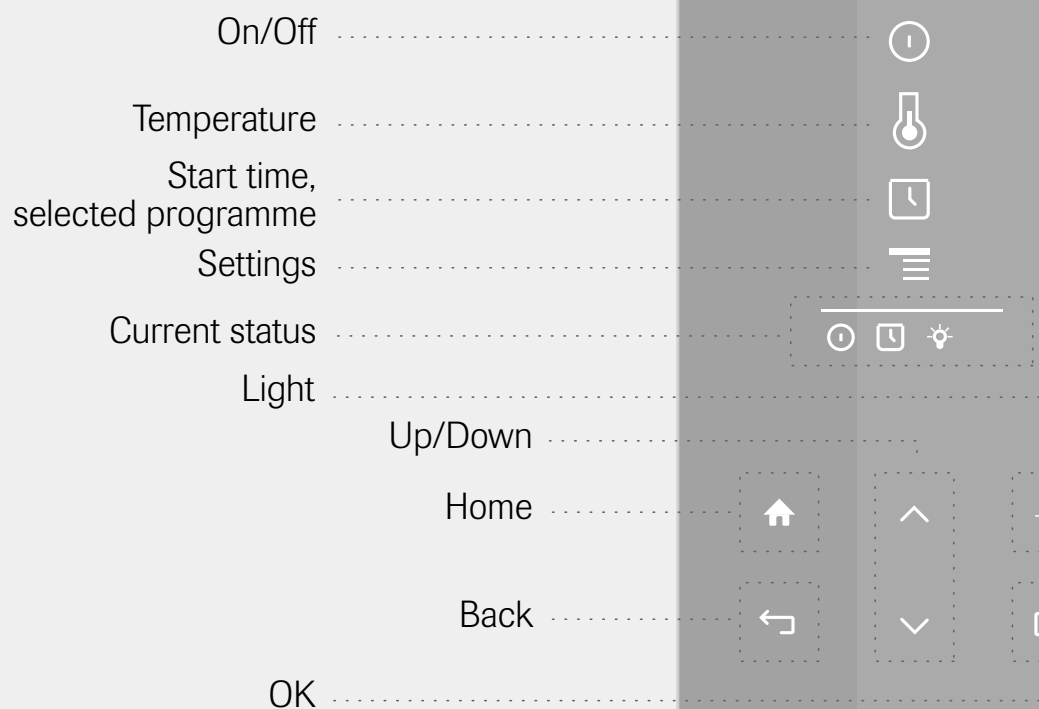 On/Off
Temperature
Start time,
selected programme
Settings
Current status
Light
Up/Down
Home
Back
OK